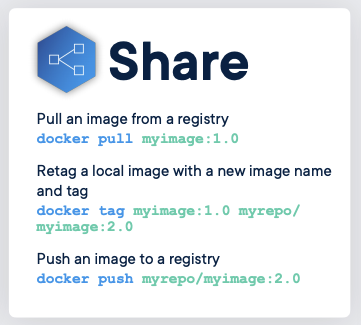 Share
Pull an image from a registry
docker pull myimage:1.0
Retag a local image with a new image name
and tag
docker tag myimage:1.0 myrepo/
myimage:2.0
Push an image to a registry
docker push myrepo/myimage:2.0